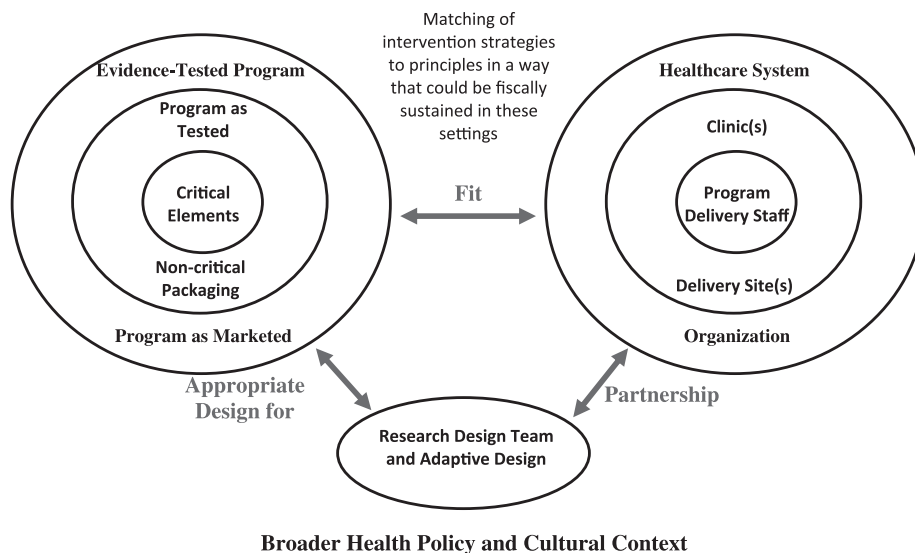 Matching of
intervention strategies
to principles in a way
that could be fiscally
sustained in these
settings
Evidence-Tested Program
Program as
Tested
Critical
Elements
Non-critical
Packaging
Program as Marketed
Fit
Healthcare System
Clinic(s)
Program
Delivery Staff
Delivery Site(s)
Organization
Appropriate
Design for
Partnership
Research Design Team
and Adaptive Design
Broader Health Policy and Cultural Context